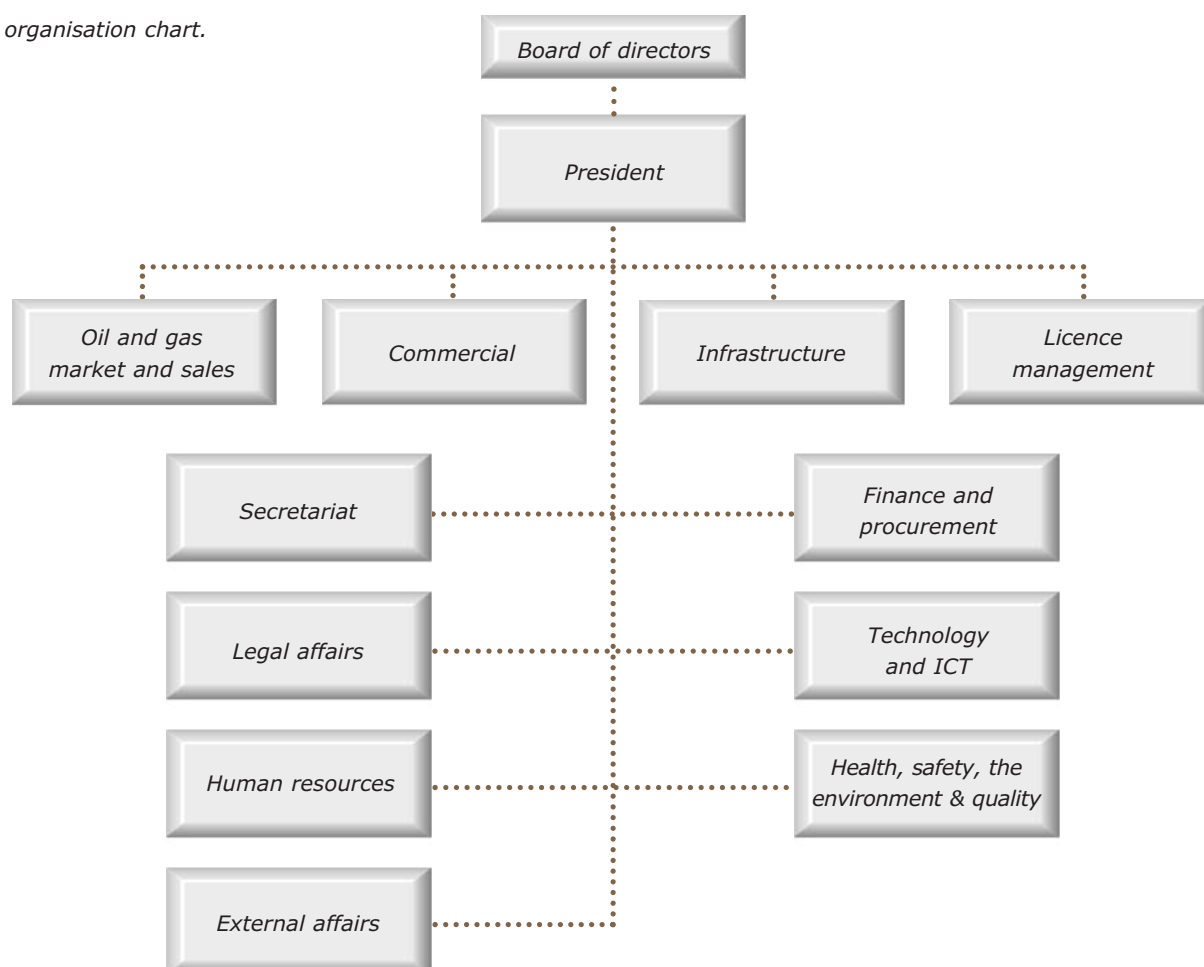 organisation chart.
Board of directors
President
Oil and gas
market and sales
Commercial
Infrastructure
Licence
management
Secretariat
Finance and
procurement
Legal affairs
Technology
and ICT
Human resources
Health, safety, the
environment & quality
External affairs